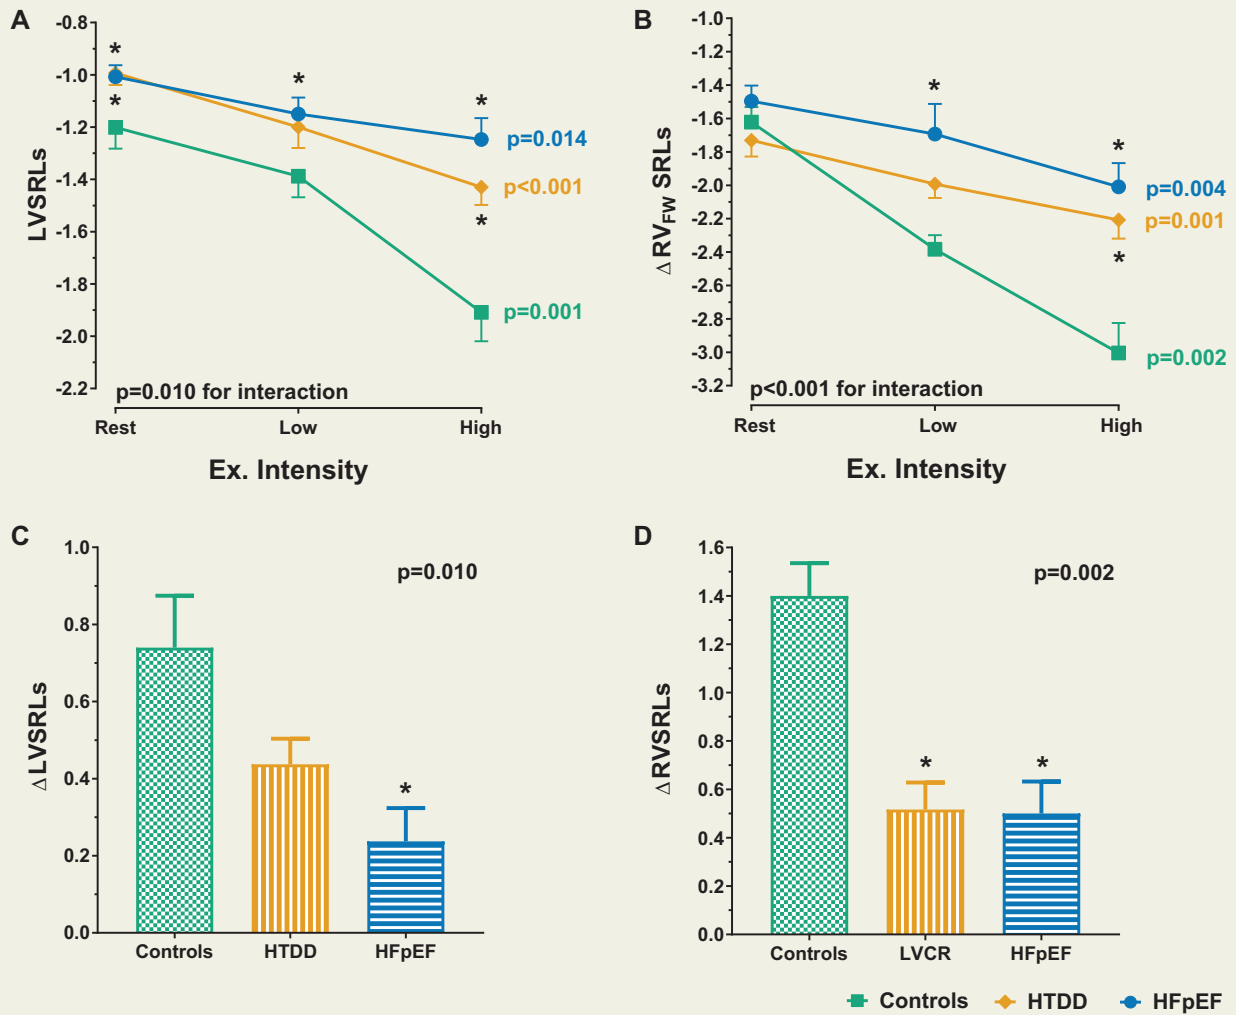 A
-0.8
-1.0
-1.2
-1.4
-1.6
-1.8
-2.0
-2.2
LVSRLs
*
*
*
*
*
p=0.014
p<0.001
p=0.001
p=0.010 for interaction
Rest Low High
Ex. Intensity
B
-1.0
-1.2
-1.4
-1.6
-1.8
-2.0
-2.2
-2.4
-2.6
-2.8
-3.0
-3.2
Δ RVFW SRLs
*
*
*
p=0.004
p=0.001
p=0.002
p<0.001 for interaction
Rest Low High
Ex. Intensity
C
1.0
0.8
0.6
0.4
0.2
0.0
Δ LVSRLs
p=0.010
*
Controls HTDD HFpEF
D
1.6
1.4
1.2
1.0
0.8
0.6
0.4
0.2
0.0
Δ RVSRLs
p=0.002
* *
Controls LVCR HFpEF
Controls HTDD HFpEF